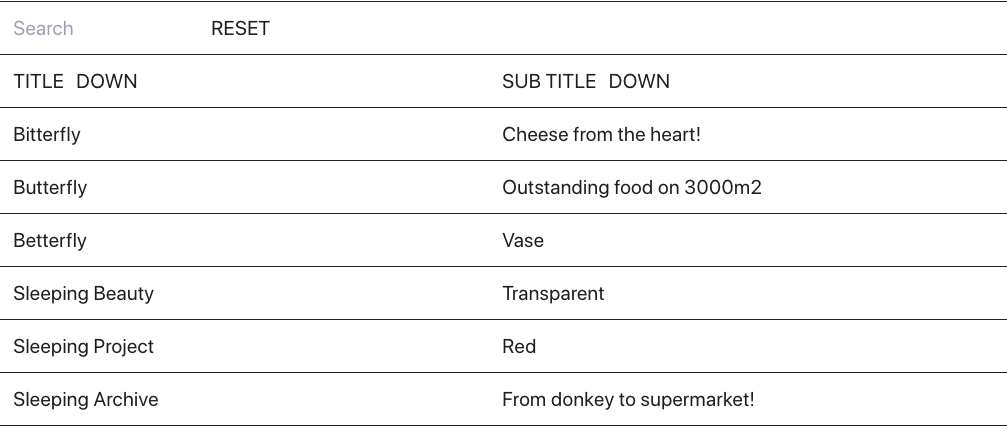 Search RESET
TITLE DOWN SUB TITLE DOWN
Bitterfly Cheese from the heart!
Butterfly Outstanding food on 3000m2
Betterfly Vase
Sleeping Beauty Transparent
Sleeping Project Red
Sleeping Archive From donkey to supermarket!